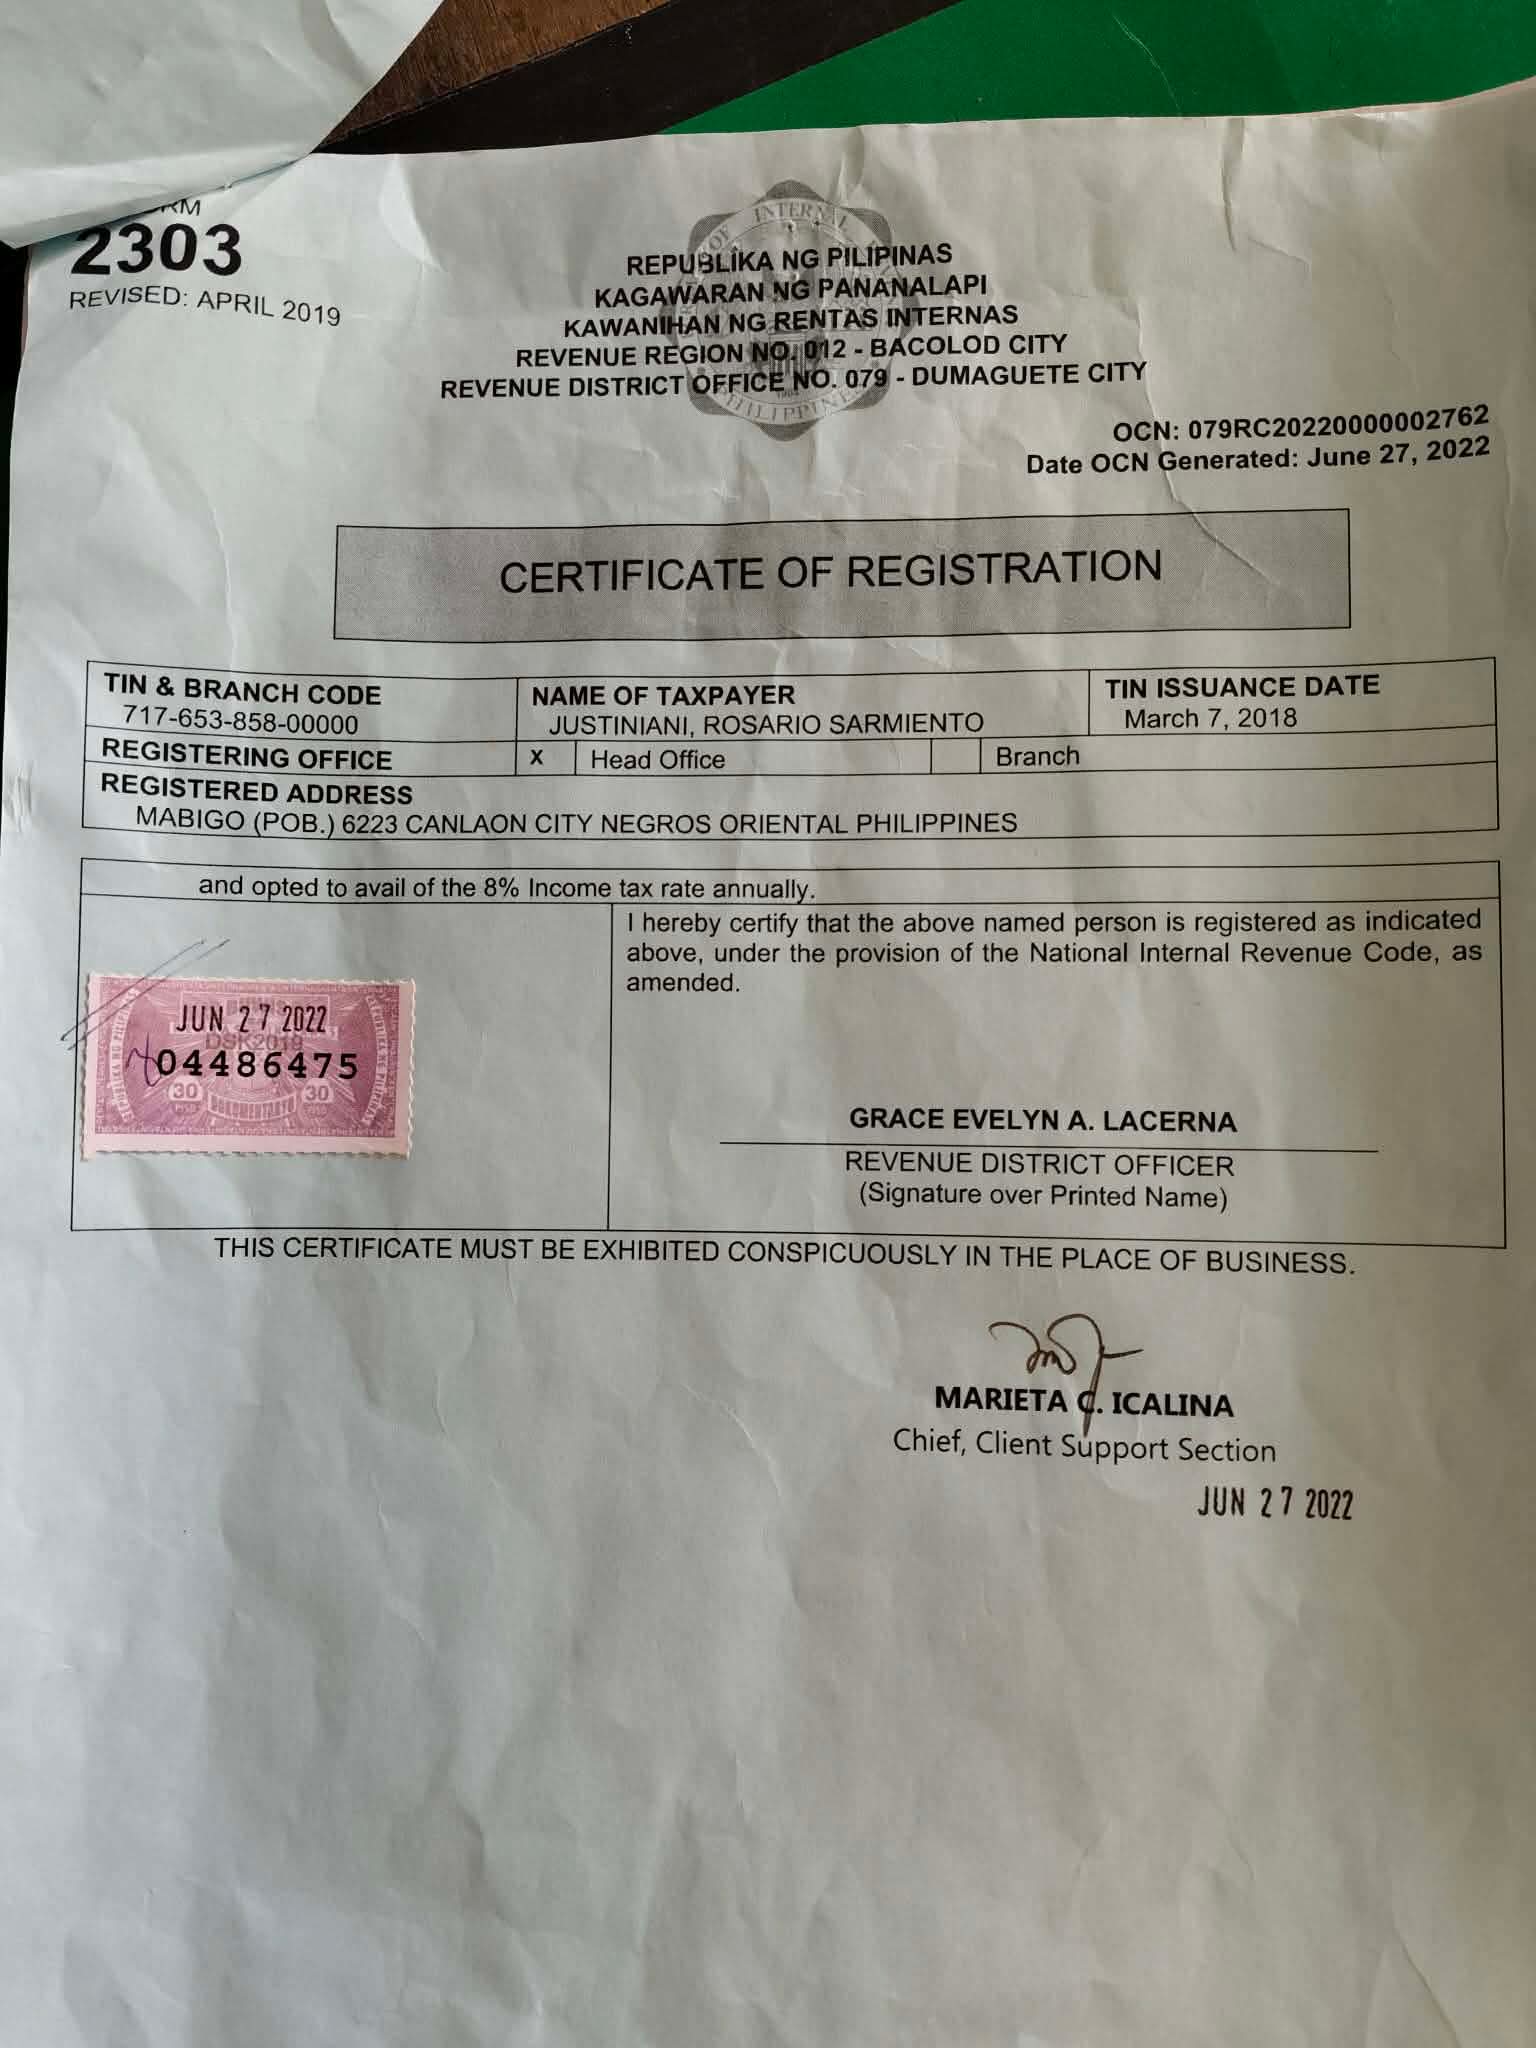 2303
REVISED: APRIL 2019
REPUBLIKA NG PILIPINAS
KAGAWARAN NG PANANALAPI
KAWANIHAN NG RENTAS INTERNAS
REVENUE REGION NO. 012 - BACOLOD CITY
REVENUE DISTRICT OFFICE NO. 079 - DUMAGUETE CITY
OCN: 079RC20220000002762
Date OCN Generated: June 27, 2022
CERTIFICATE OF REGISTRATION
TIN & BRANCH CODE
717-653-858-00000
NAME OF TAXPAYER
JUSTINIANI, ROSARIO SARMIENTO
TIN ISSUANCE DATE
March 7, 2018
REGISTERING OFFICE X Head Office Branch
REGISTERED ADDRESS
MABIGO (POB.) 6223 CANLAON CITY NEGROS ORIENTAL PHILIPPINES
and opted to avail of the 8% Income tax rate annually.
I hereby certify that the above named person is registered as indicated
above, under the provision of the National Internal Revenue Code, as
amended.
JUN 27 2022
DSK2019
04486475
30 30
DOKUMENTARYO
GRACE EVELYN A. LACERNA
REVENUE DISTRICT OFFICER
(Signature over Printed Name)
THIS CERTIFICATE MUST BE EXHIBITED CONSPICUOUSLY IN THE PLACE OF BUSINESS.
MARIETA C. ICALINA
Chief, Client Support Section
JUN 27 2022